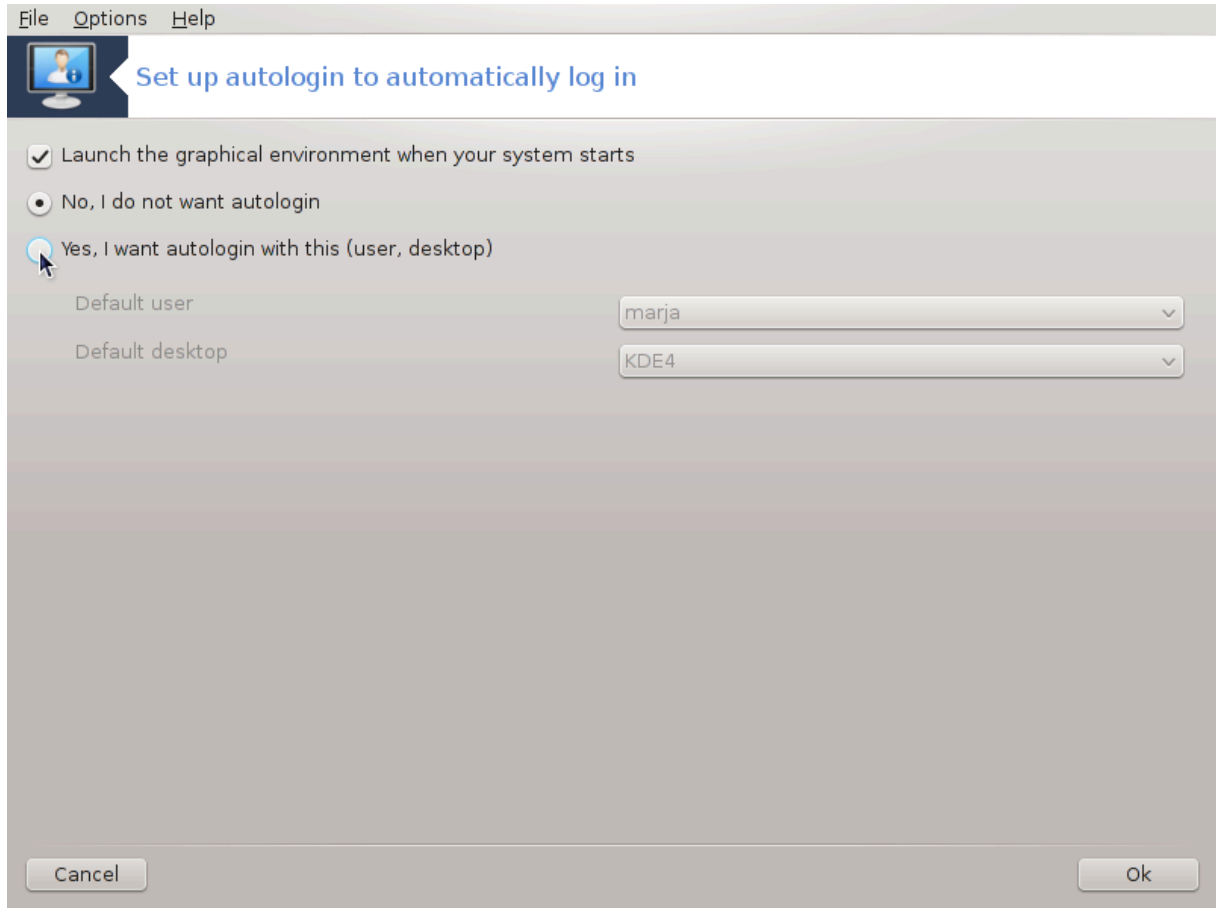 File Options Help
Set up autologin to automatically log in
Launch the graphical environment when your system starts
No, I do not want autologin
Yes, I want autologin with this (user, desktop)
Default user marja
Default desktop KDE4
Cancel Ok